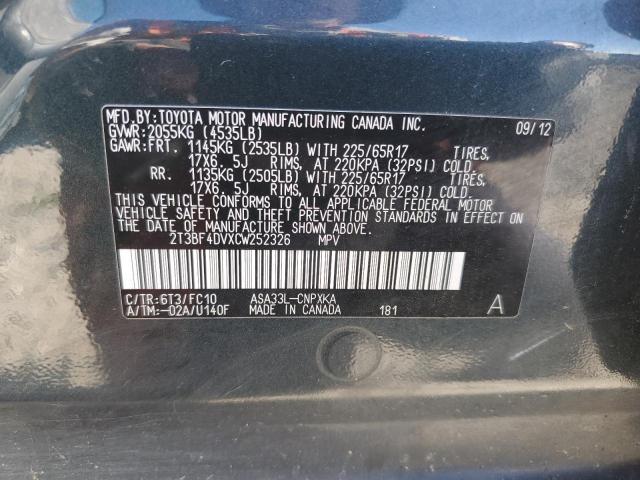 MFD.BY:TOYOTA MOTOR MANUFACTURING CANADA INC. 09/12
GVWR: 2055KG (4535LB)
GAWR:FRT. 1145KG (2535LB) WITH 225/65R17 TIRES,
17X6. 5J RIMS, AT 220KPA (32PSI) COLD
RR. 1135KG (2505LB) WITH 225/65R17 TIRES,
17X6. 5J RIMS, AT 220KPA (32PSI) COLD.
THIS VEHICLE CONFORMS TO ALL APPLICABLE FEDERAL MOTOR
VEHICLE SAFETY AND THEFT PREVENTION STANDARDS IN EFFECT ON
THE DATE OF MANUFACTURE SHOWN ABOVE.
2T3BF4DVXCW252326 MPV
C/TR:6T3/FC10 ASA33L-CNPXKA
A/TM:-02A/U140F MADE IN CANADA 181 A